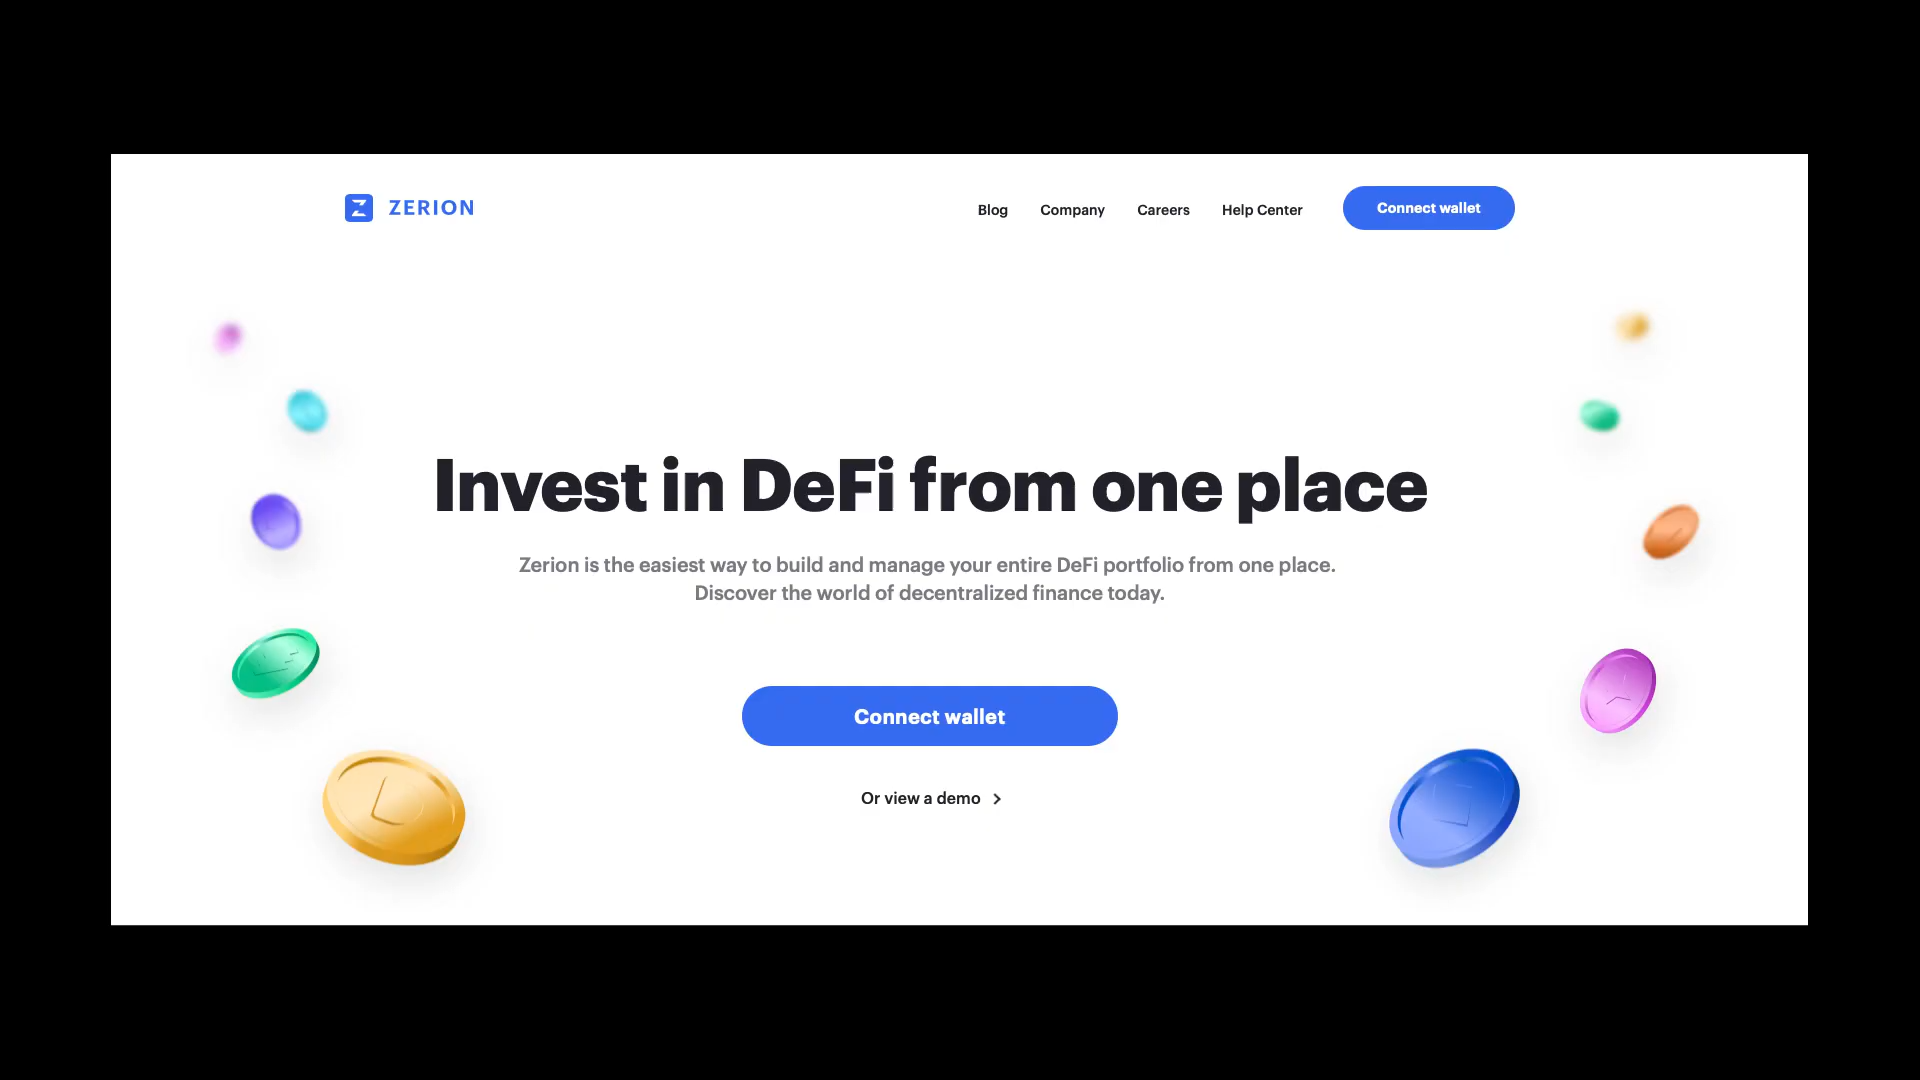 ZERION
Blog Company Careers Help Center Connect wallet
Invest in DeFi from one place
Zerion is the easiest way to build and manage your entire DeFi portfolio from one place.
Discover the world of decentralized finance today.
Connect wallet
Or view a demo